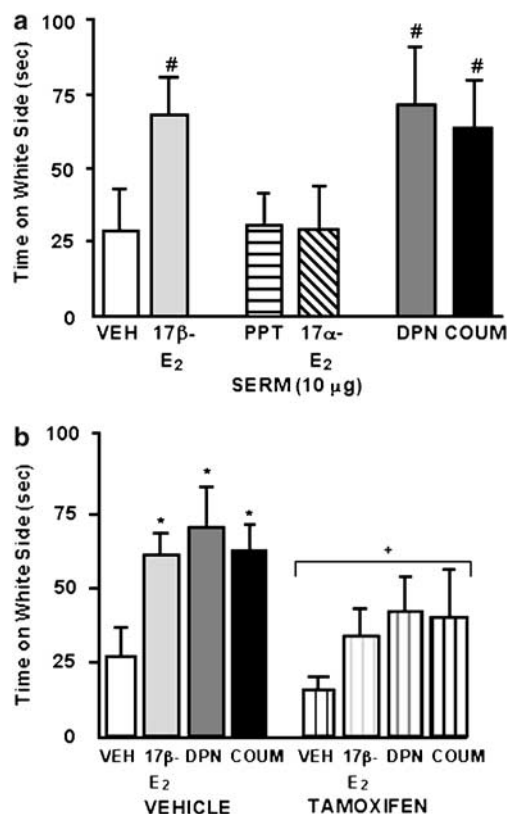 a
100
#
#
#
75
50
25
0
Time on White Side (sec)
VEH 17β- PPT 17α- DPN COUM
E2 E2
SERM (10 μg)
b
100
*
*
*
75
+
50
25
0
Time on White Side (sec)
VEH 17β- DPN COUM VEH 17β- DPN COUM
E2 E2
VEHICLE TAMOXIFEN